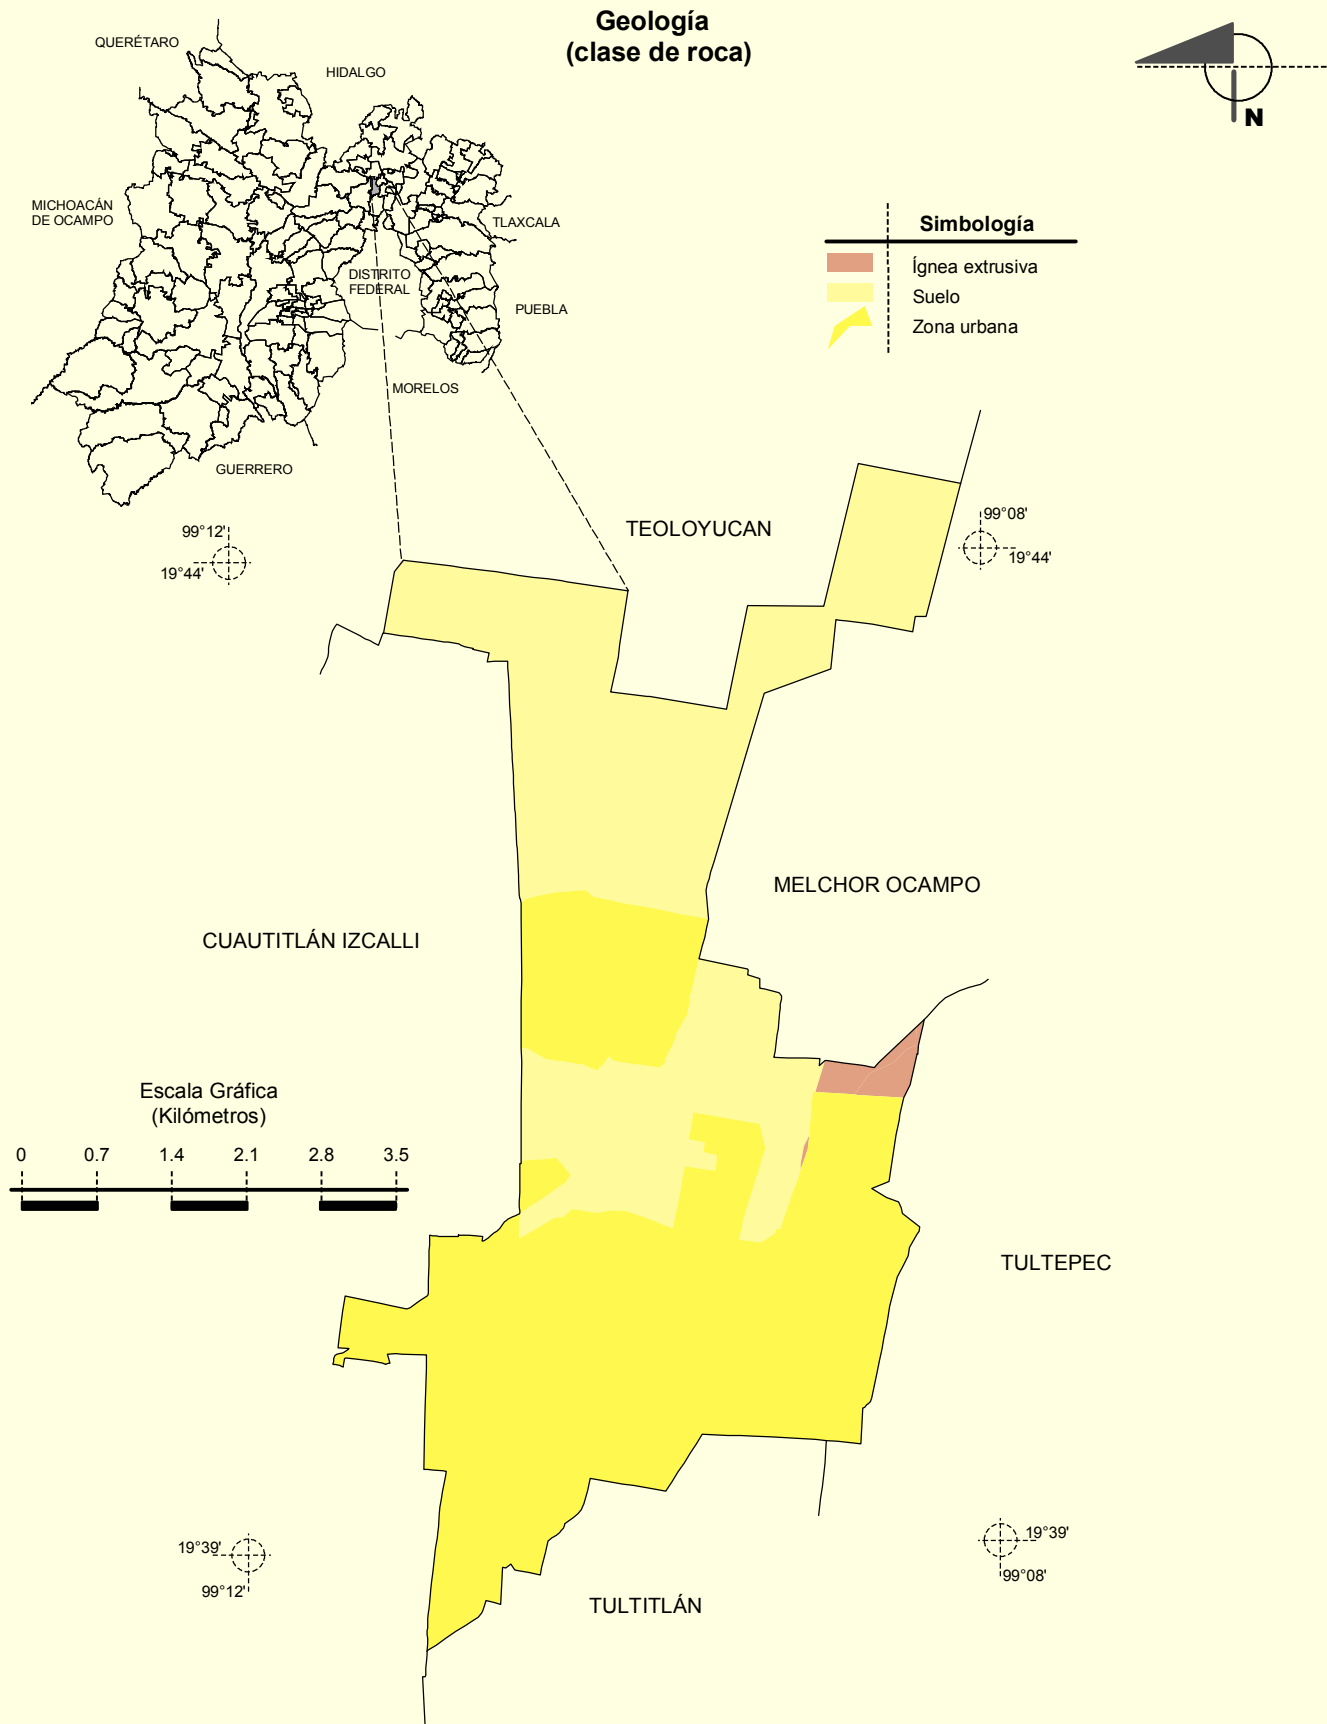 Geología
(clase de roca)
N
QUERÉTARO
HIDALGO
MICHOACÁN
DE OCAMPO
TLAXCALA
DISTRITO
FEDERAL
PUEBLA
MORELOS
GUERRERO
Simbología
Ígnea extrusiva
Suelo
Zona urbana
99°12'
19°44'
TEOLOYUCAN
99°08'
19°44'
MELCHOR OCAMPO
CUAUTITLÁN IZCALLI
Escala Gráfica
(Kilómetros)
0 0.7 1.4 2.1 2.8 3.5
TULTEPEC
19°39'
99°12'
19°39'
99°08'
TULTITLÁN